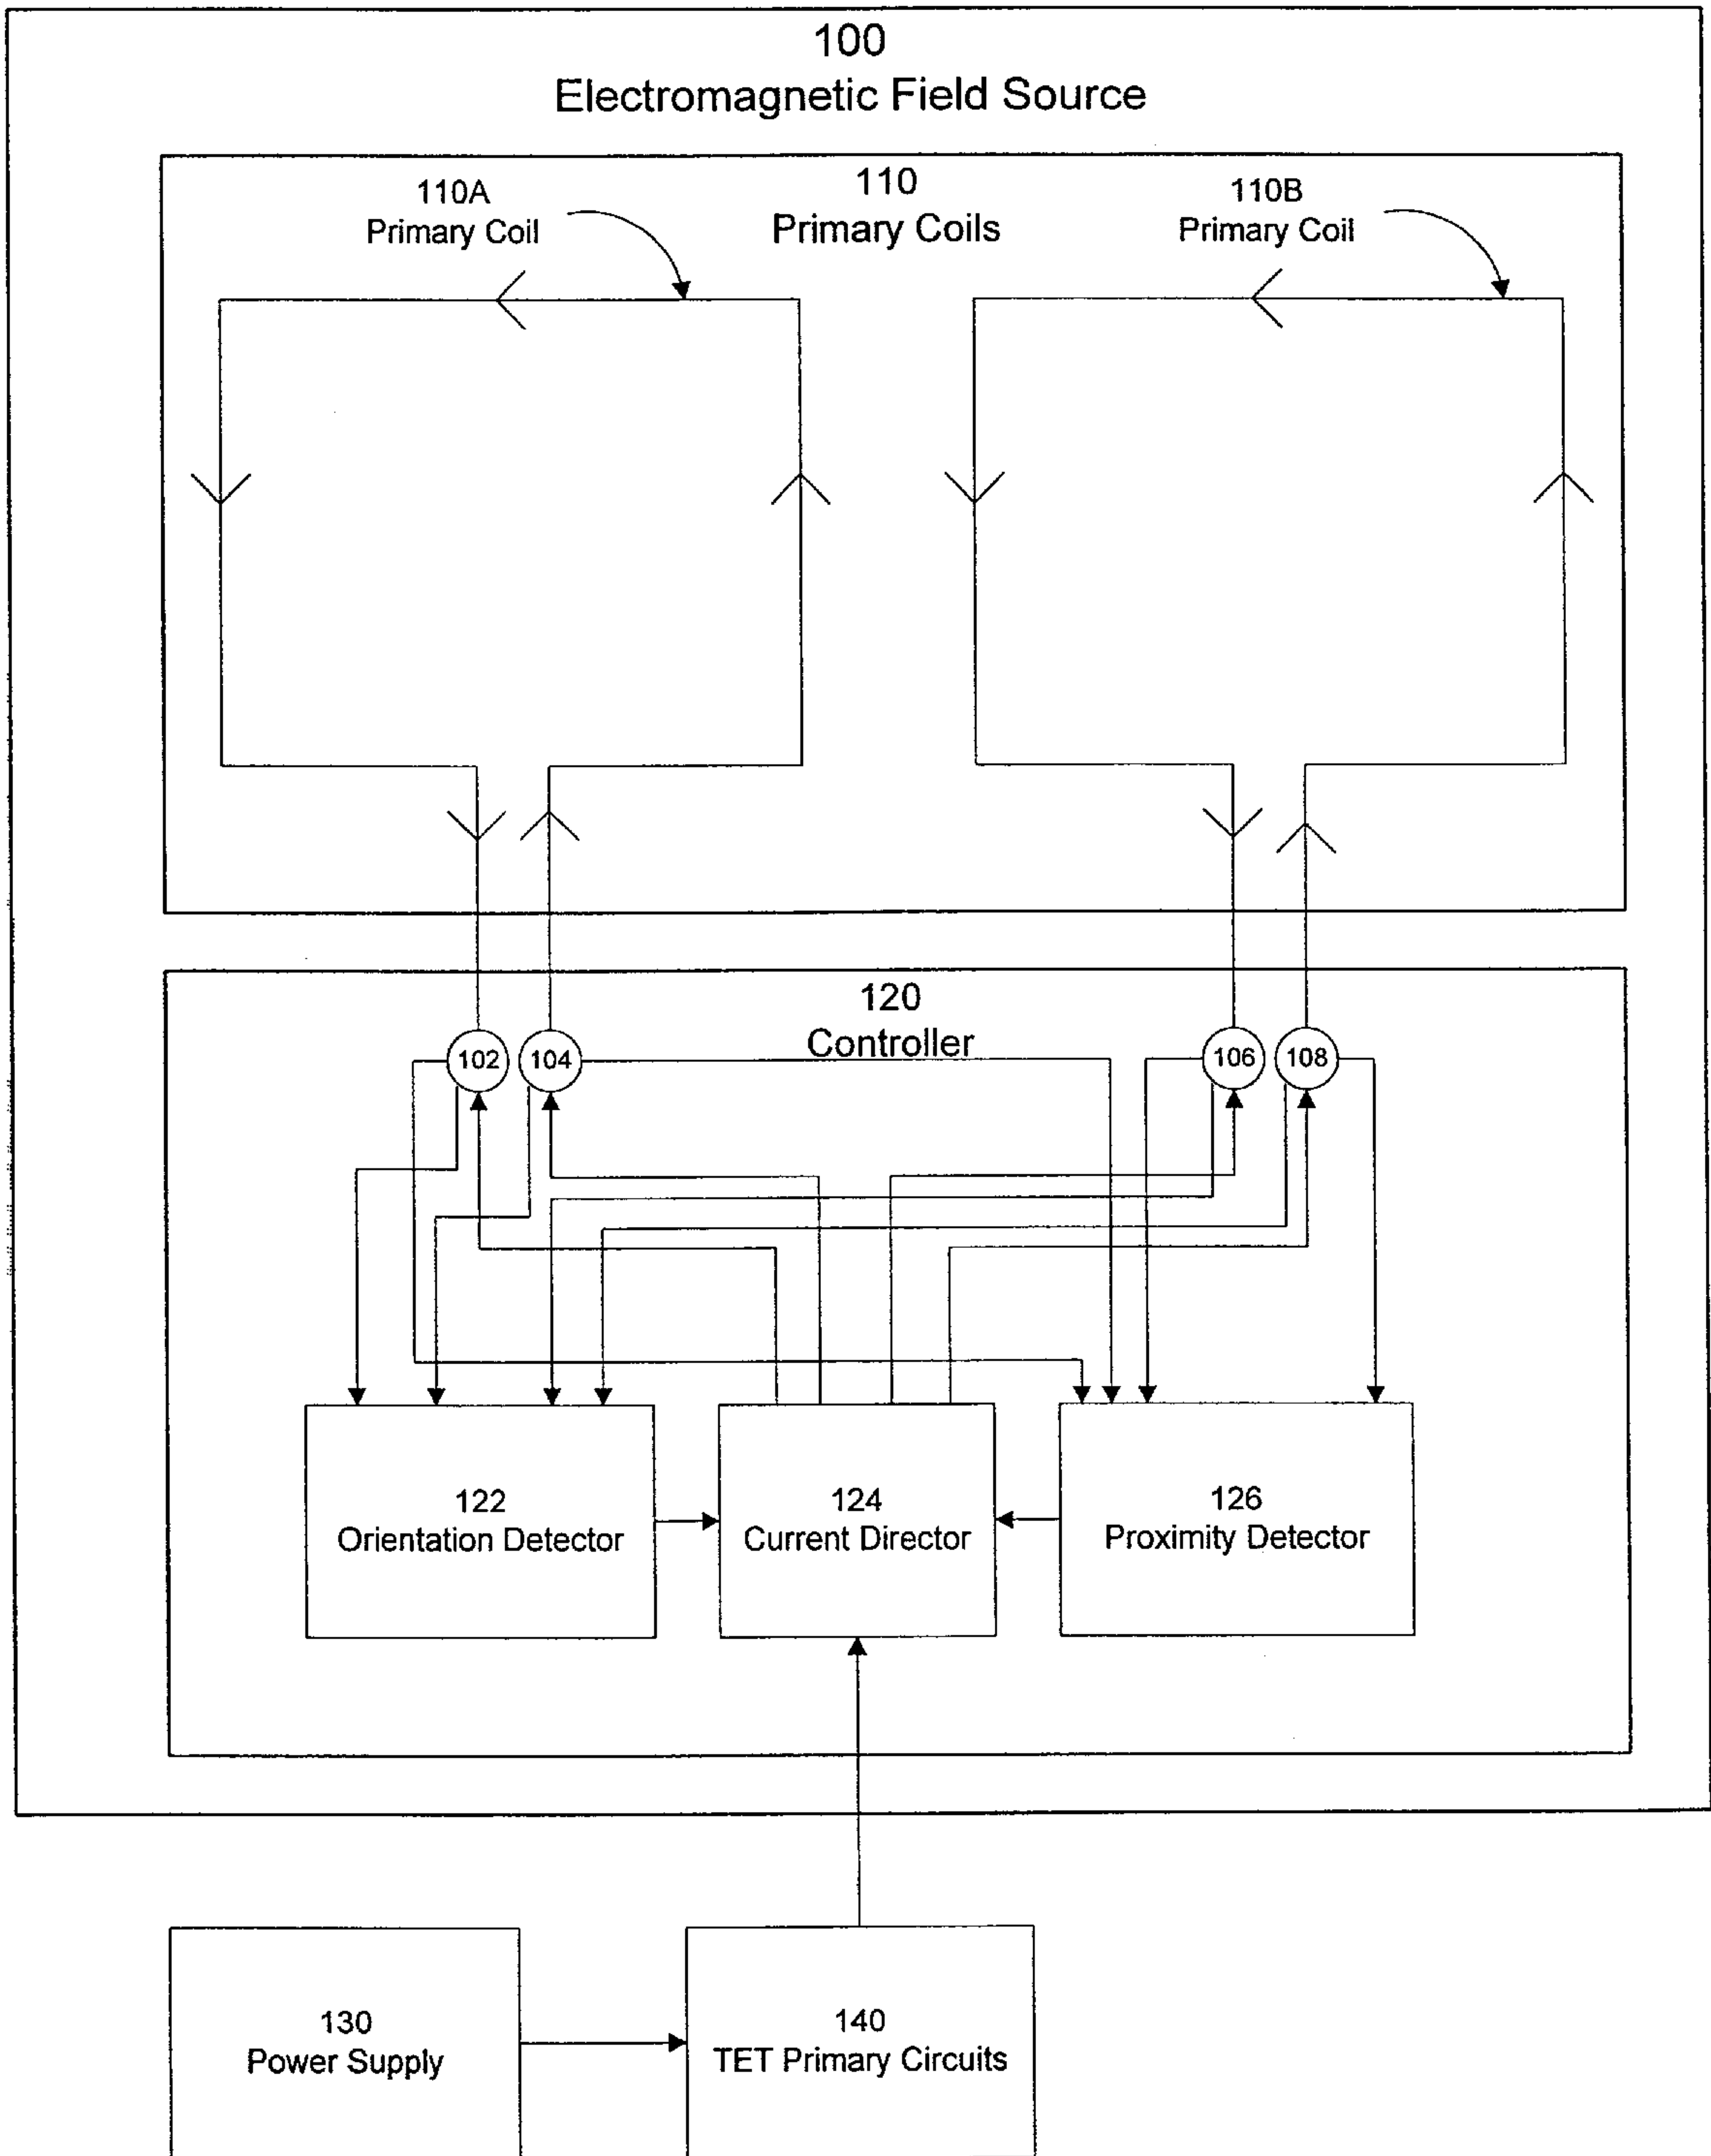 100
Electromagnetic Field Source
110A
Primary Coil
110
Primary Coils
110B
Primary Coil
120
Controller
102
104
106
108
122
Orientation Detector
124
Current Director
126
Proximity Detector
130
Power Supply
140
TET Primary Circuits